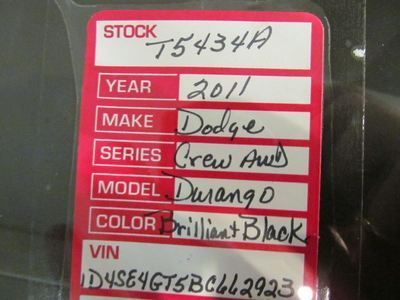 STOCK
T5434A
YEAR 2011
MAKE Dodge
SERIES Crew AWD
MODEL Durango
COLOR Brilliant Black
VIN
1D4SE4GT5BC662923